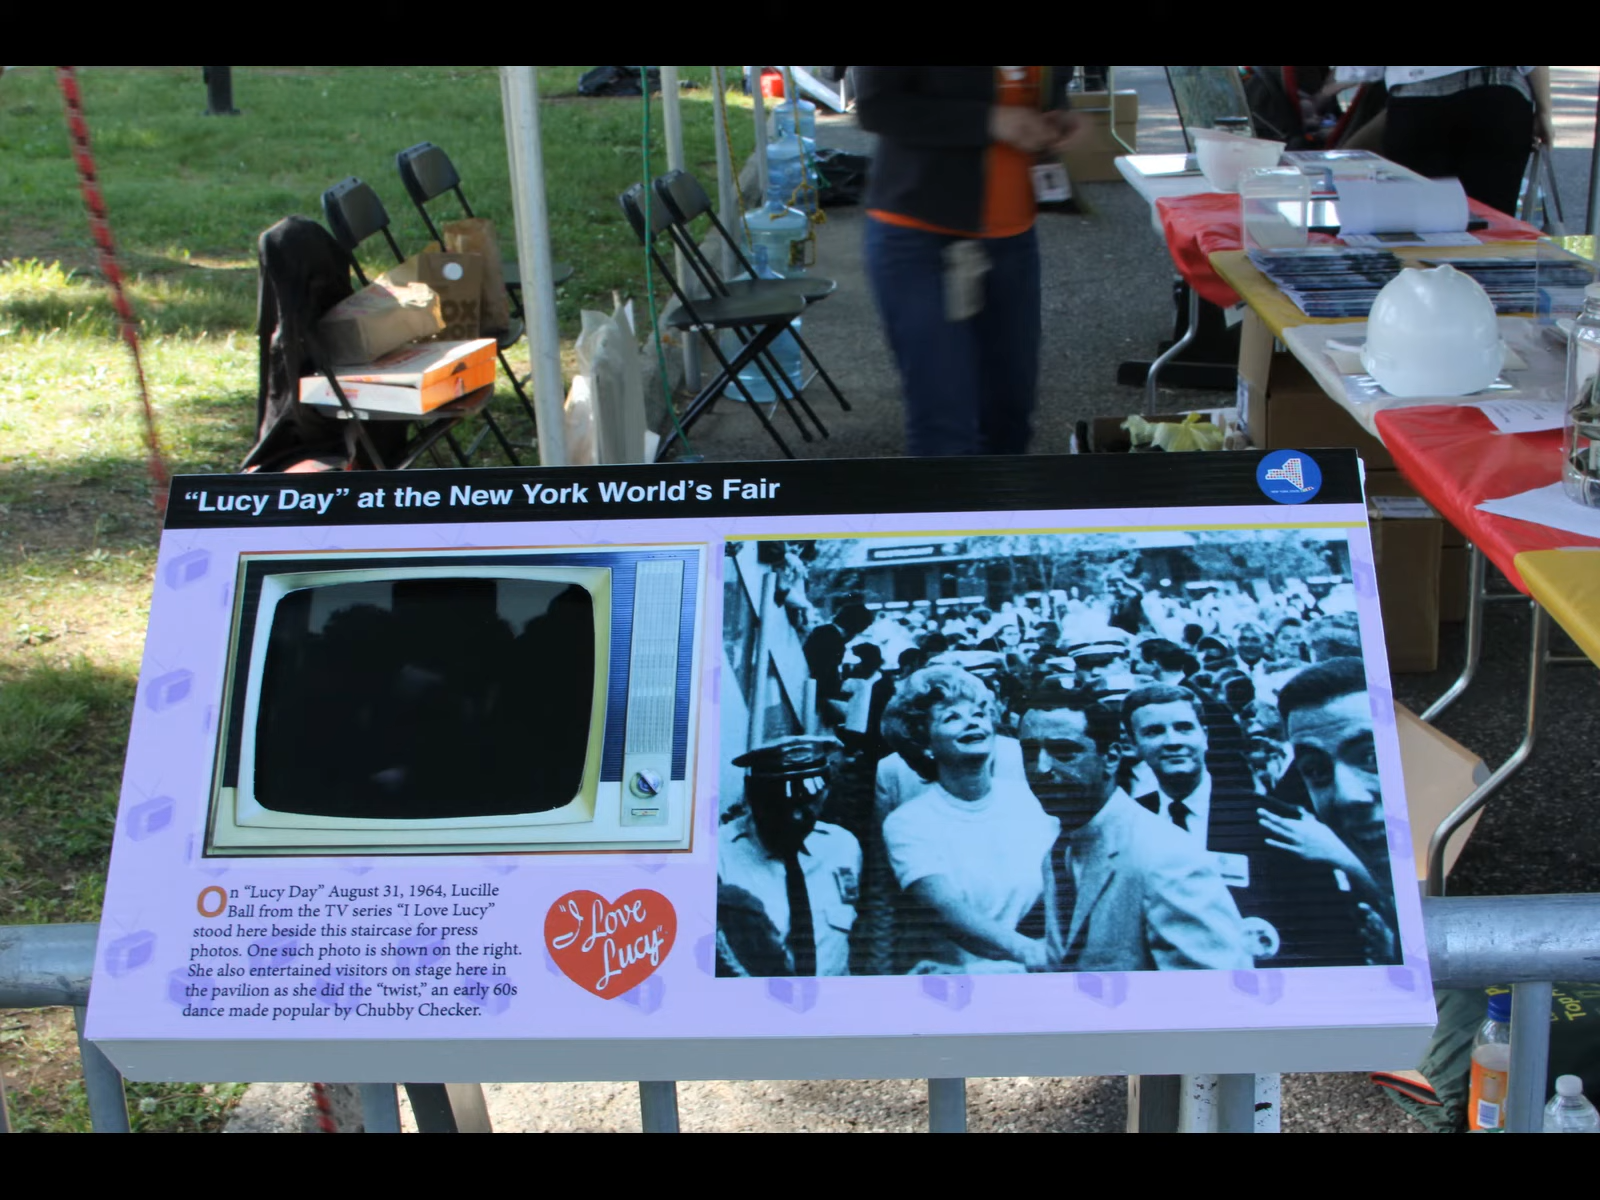 "Lucy Day" at the New York World's Fair
On "Lucy Day" August 31, 1964, Lucille
Ball from the TV series "I Love Lucy"
stood here beside this staircase for press
photos. One such photo is shown on the right.
She also entertained visitors on stage here in
the pavilion as she did the "twist," an early 60s
dance made popular by Chubby Checker.
"I Love
Lucy"